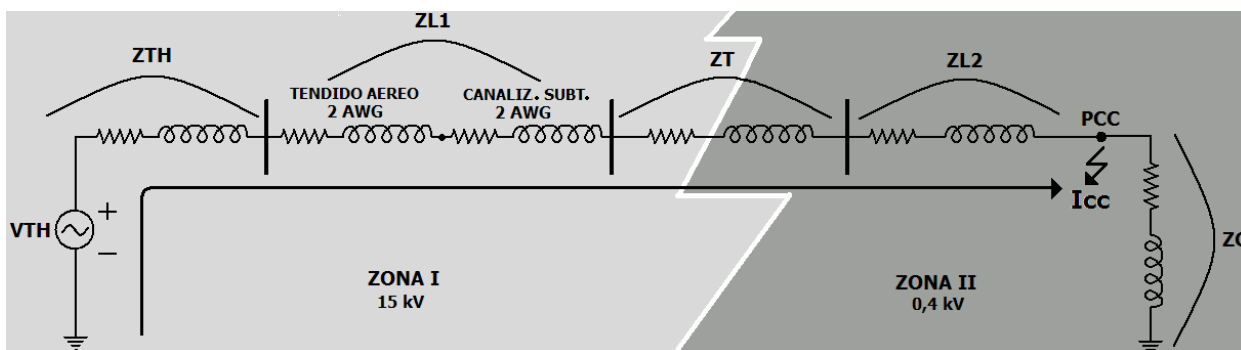 ZTH
ZL1
TENDIDO AEREO
2 AWG
CANALIZ. SUBT.
2 AWG
ZT
ZL2
PCC
Icc
VTH
+
−
ZONA I
15 kV
ZONA II
0,4 kV